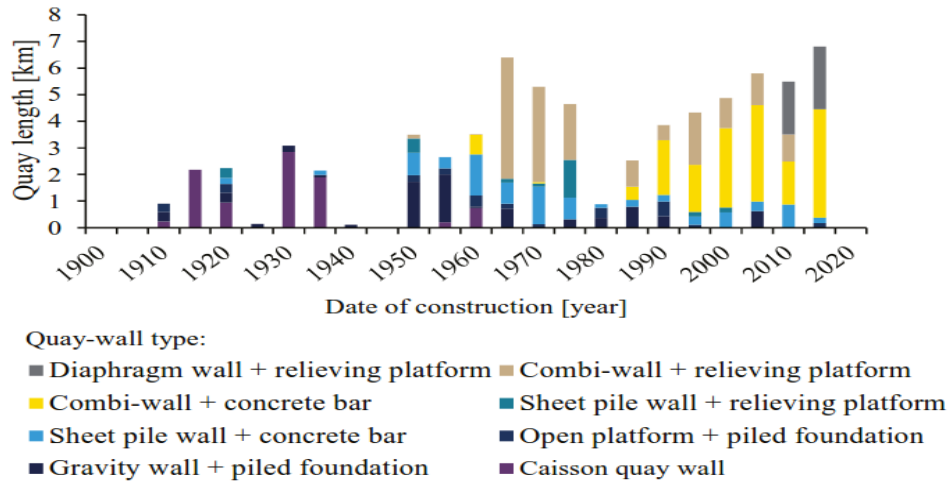 8
7
6
5
4
3
2
1
0
Quay length [km]
1900 1910 1920 1930 1940 1950 1960 1970 1980 1990 2000 2010 2020
Date of construction [year]
Quay-wall type:
Diaphragm wall + relieving platform Combi-wall + relieving platform
Combi-wall + concrete bar Sheet pile wall + relieving platform
Sheet pile wall + concrete bar Open platform + piled foundation
Gravity wall + piled foundation Caisson quay wall